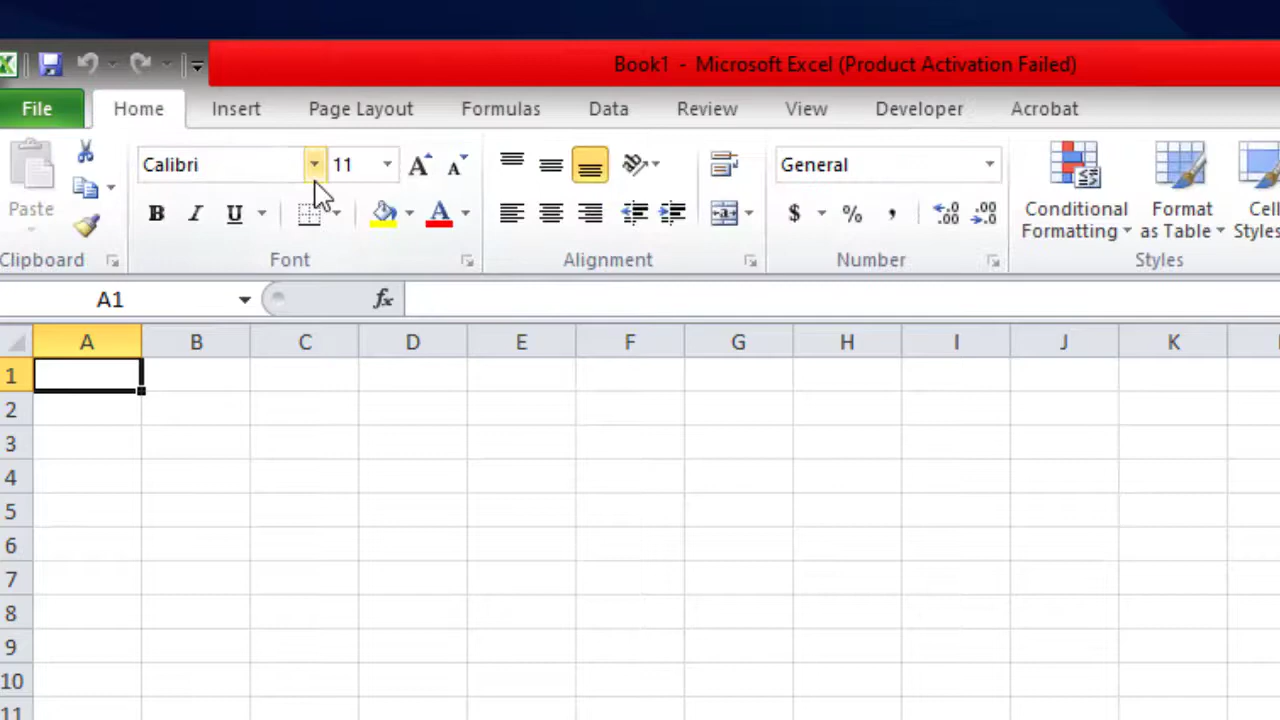 Book1 - Microsoft Excel (Product Activation Failed)
File Home Insert Page Layout Formulas Data Review View Developer Acrobat
Calibri 11 General
Paste B I U $ % , .00 .00
Conditional Formatting
Format as Table
Cell Styles
Clipboard Font Alignment Number Styles
A1 fx
A B C D E F G H I J K
1
2
3
4
5
6
7
8
9
10
11